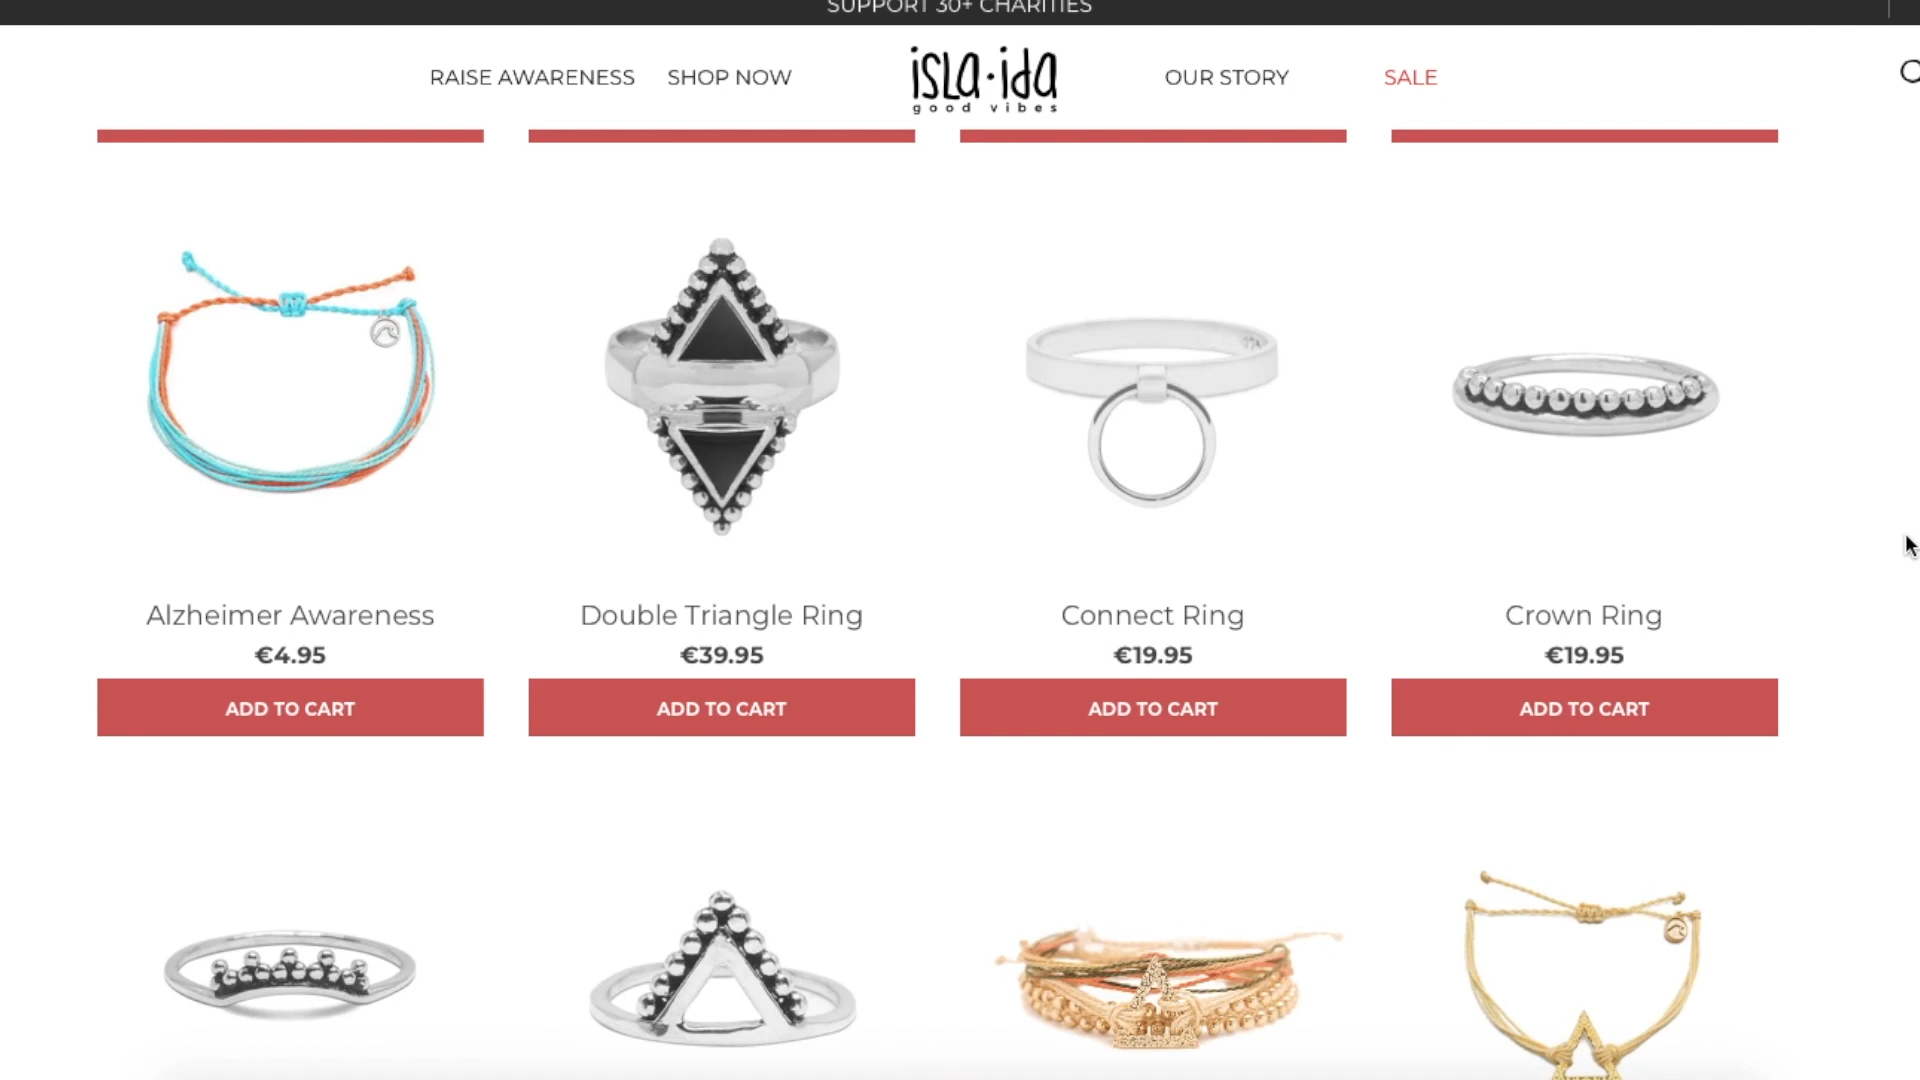 SUPPORT 30+ CHARITIES
RAISE AWARENESS SHOP NOW isla·ida OUR STORY SALE
good vibes
Alzheimer Awareness
€4.95
ADD TO CART
Double Triangle Ring
€39.95
ADD TO CART
Connect Ring
€19.95
ADD TO CART
Crown Ring
€19.95
ADD TO CART